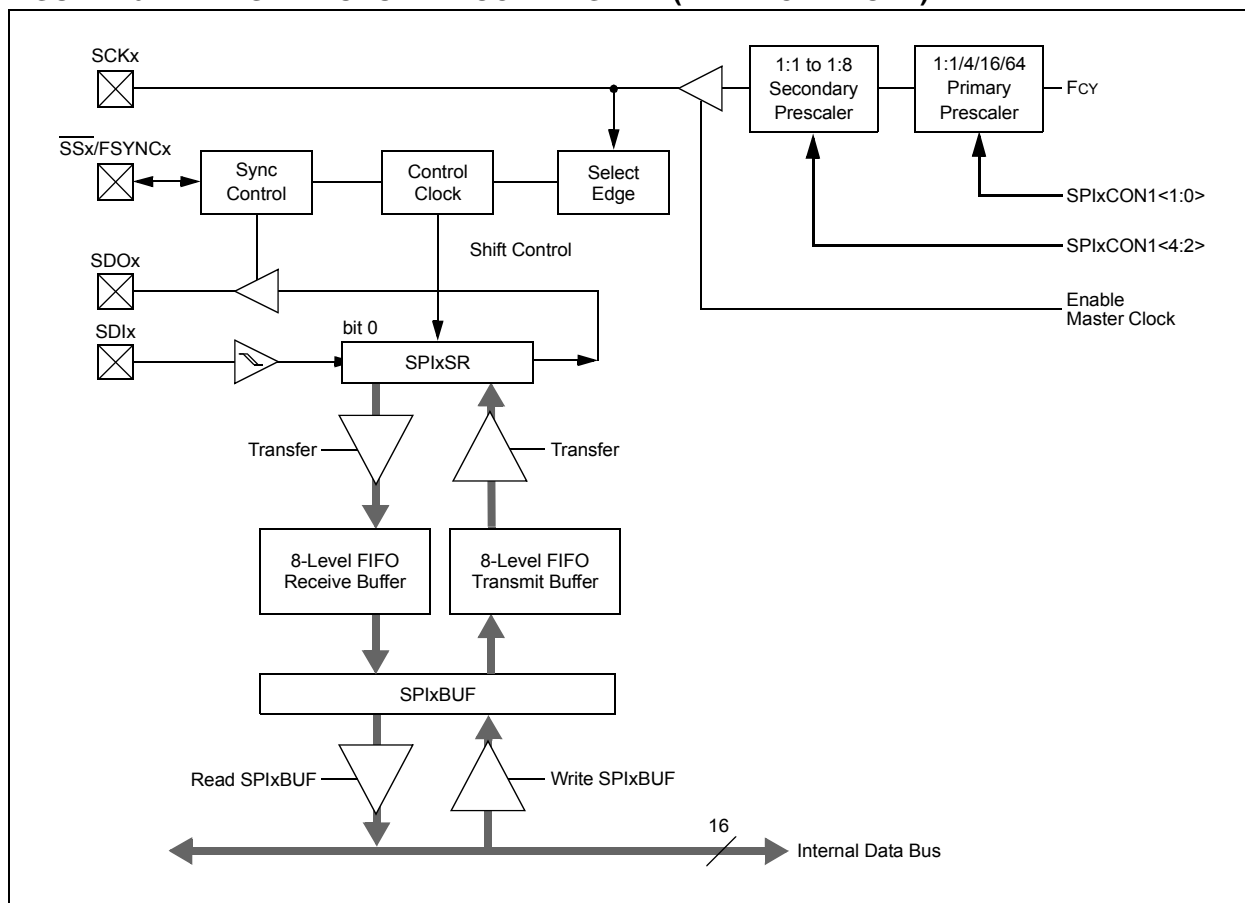 SCKx
1:1 to 1:8
Secondary
Prescaler
1:1/4/16/64
Primary
Prescaler
FCY
SSx/FSYNCx
Sync
Control
Control
Clock
Select
Edge
SPIxCON1<1:0>
Shift Control
SPIxCON1<4:2>
SDOx
Enable
Master Clock
SDIx
bit 0
SPIxSR
Transfer
Transfer
8-Level FIFO
Receive Buffer
8-Level FIFO
Transmit Buffer
SPIxBUF
Read SPIxBUF
Write SPIxBUF
16
Internal Data Bus